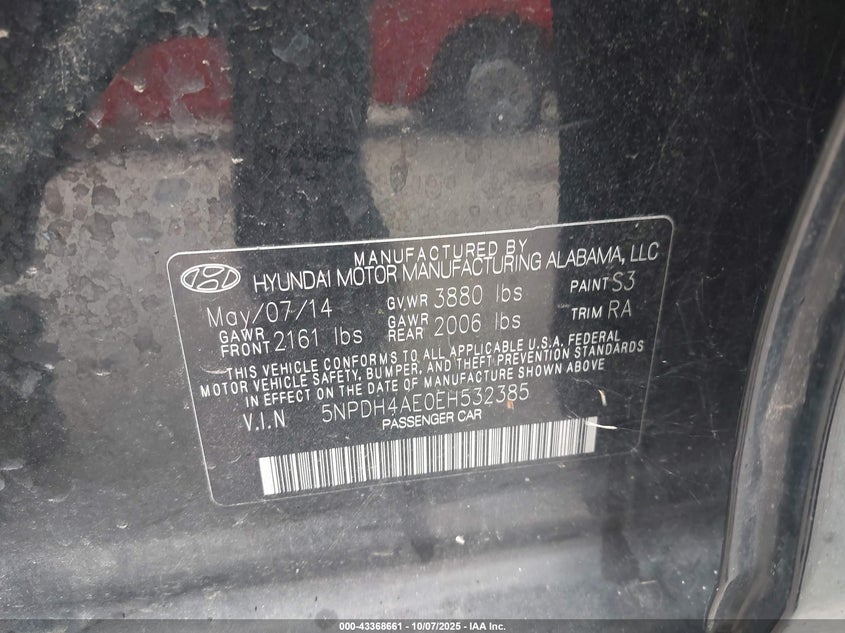 MANUFACTURED BY
HYUNDAI MOTOR MANUFACTURING ALABAMA, LLC
May/07/14 GVWR 3880 lbs PAINT S3
GAWR FRONT 2161 lbs GAWR REAR 2006 lbs TRIM RA
THIS VEHICLE CONFORMS TO ALL APPLICABLE U.S.A. FEDERAL
MOTOR VEHICLE SAFETY, BUMPER, AND THEFT PREVENTION STANDARDS
IN EFFECT ON THE DATE OF MANUFACTURE SHOWN ABOVE
V.I.N 5NPDH4AE0EH532385
PASSENGER CAR
000-43368661 - 10/07/2025 - IAA Inc.